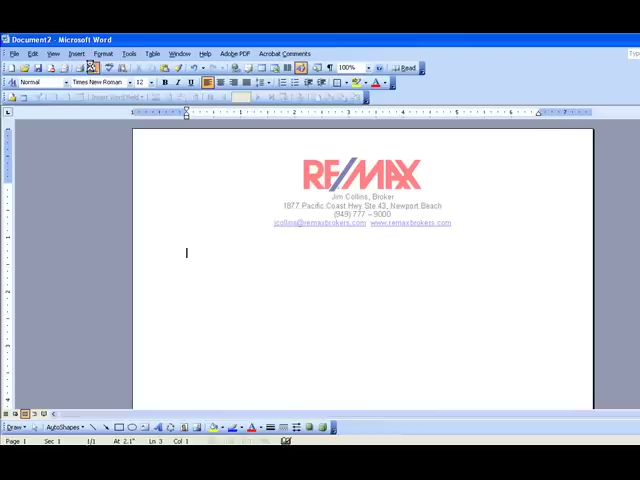 Document2 - Microsoft Word
File Edit View Insert Format Tools Table Window Help Adobe PDF Acrobat Comments
100% Read
Normal Times New Roman 12 B I U
RE/MAX
Jim Collins, Broker
1877 Pacific Coast Hwy Ste 43, Newport Beach
(949) 777 – 9000
jcollins@remaxbrokers.com www.remaxbrokers.com
Draw AutoShapes
Page 1 Sec 1 1/1 At 2.1" Ln 3 Col 1